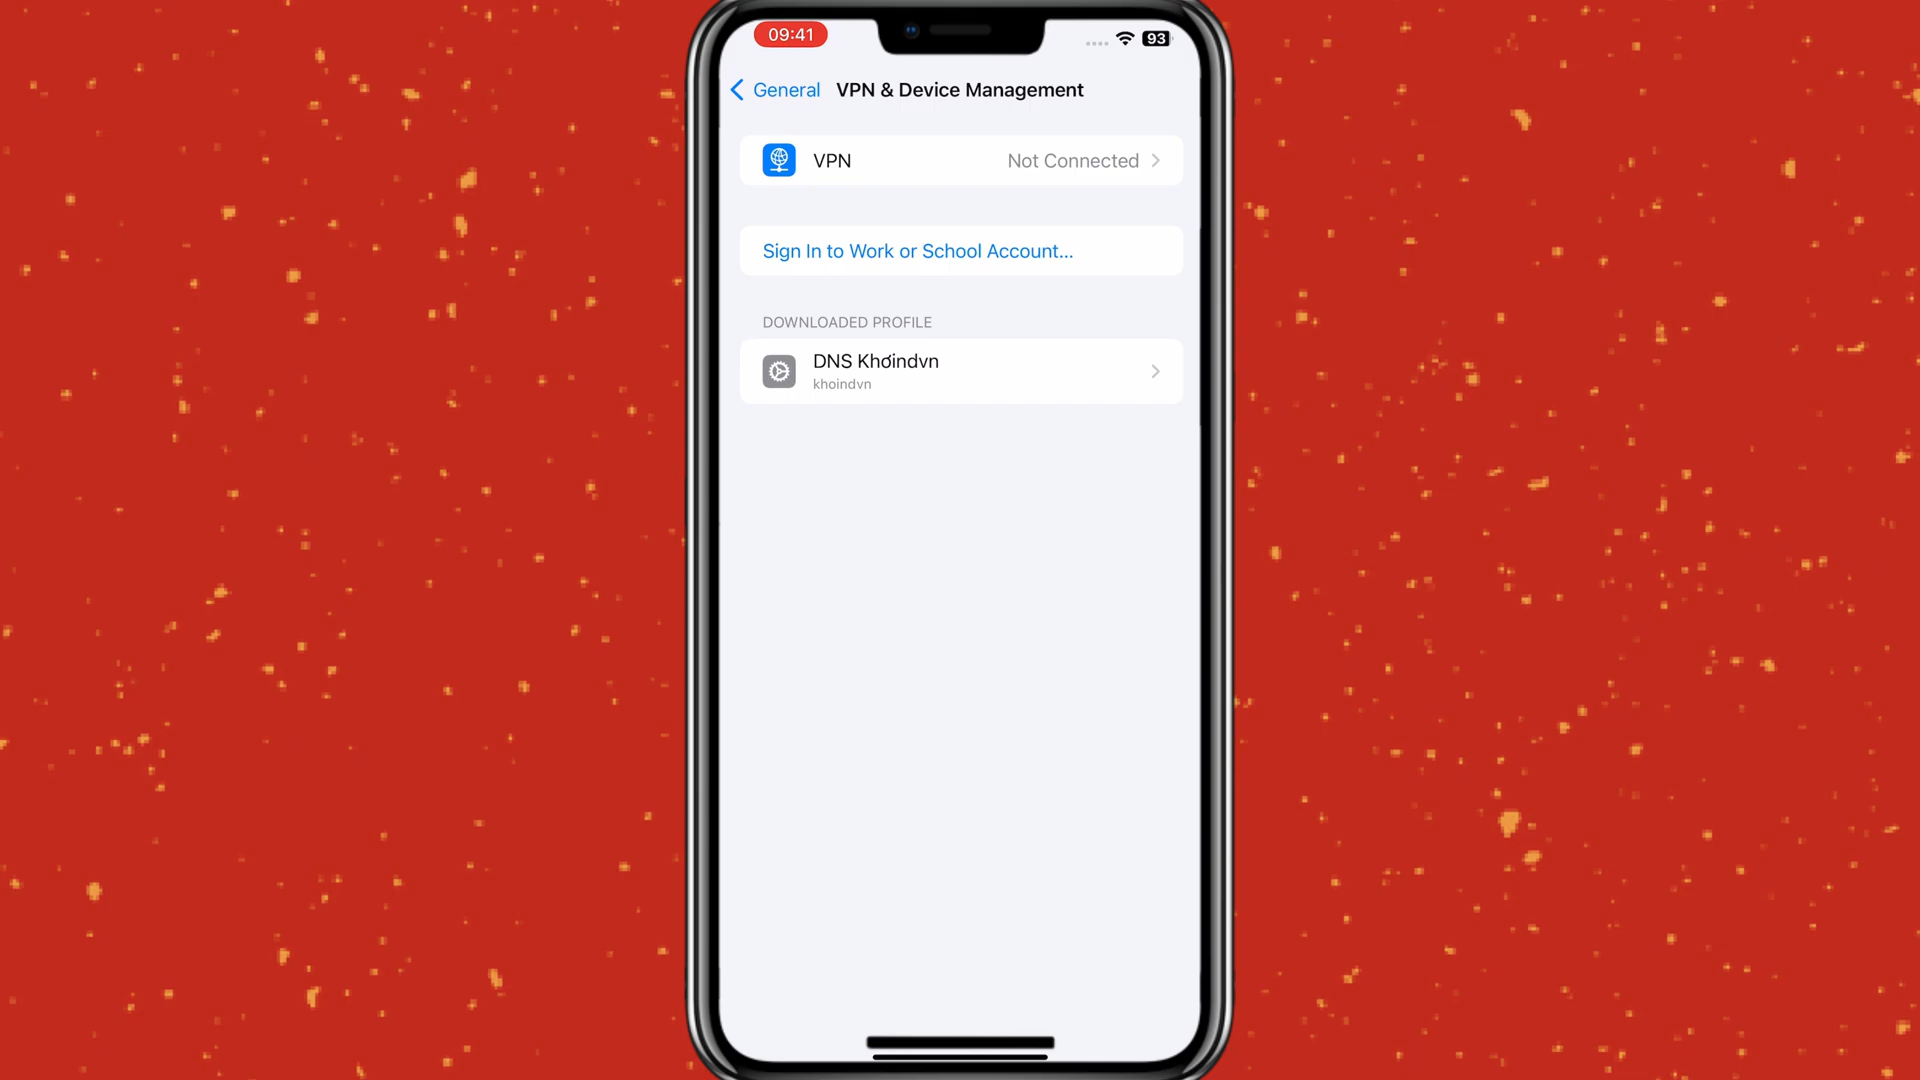 09:41
93
General VPN & Device Management
VPN Not Connected
Sign In to Work or School Account...
DOWNLOADED PROFILE
DNS Khơindvn
khoindvn